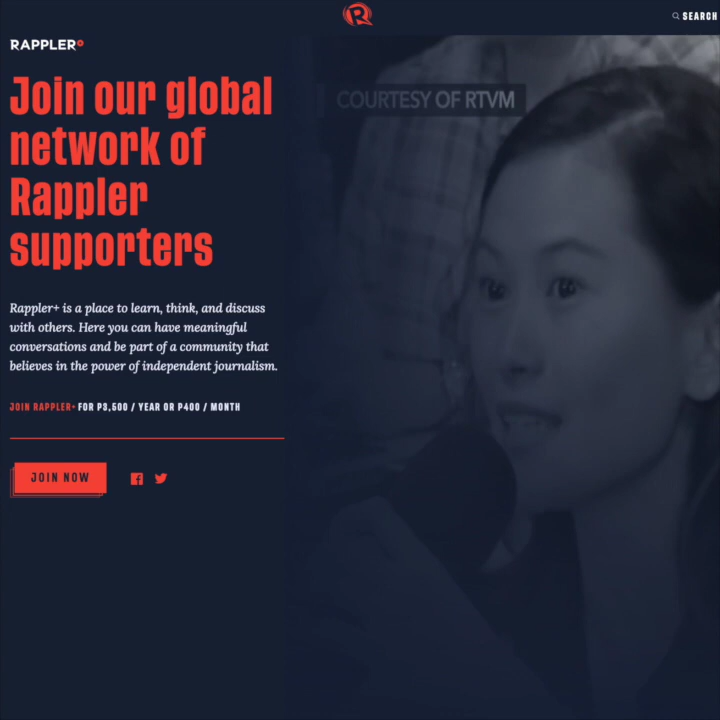 SEARCH
RAPPLER+
COURTESY OF RTVM
Join our global
network of
Rappler
supporters
Rappler+ is a place to learn, think, and discuss
with others. Here you can have meaningful
conversations and be part of a community that
believes in the power of independent journalism.
JOIN RAPPLER+ FOR P3,500 / YEAR OR P400 / MONTH
JOIN NOW